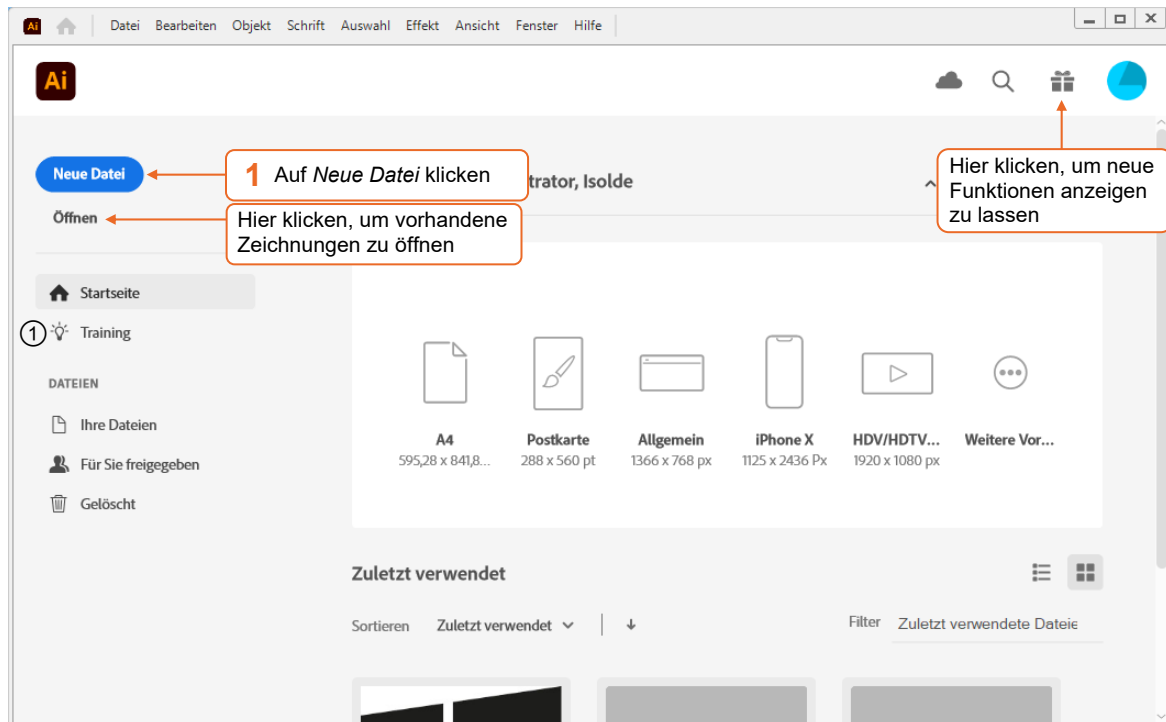 Ai Datei Bearbeiten Objekt Schrift Auswahl Effekt Ansicht Fenster Hilfe
Ai
Neue Datei
1 Auf Neue Datei klicken
trator, Isolde
Hier klicken, um neue
Funktionen anzeigen
zu lassen
Öffnen
Hier klicken, um vorhandene
Zeichnungen zu öffnen
Startseite
1 Training
DATEIEN
Ihre Dateien
Für Sie freigegeben
Gelöscht
A4
595,28 x 841,8...
Postkarte
288 x 560 pt
Allgemein
1366 x 768 px
iPhone X
1125 x 2436 Px
HDV/HDTV...
1920 x 1080 px
Weitere Vor...
Zuletzt verwendet
Sortieren Zuletzt verwendet Filter Zuletzt verwendete Dateie